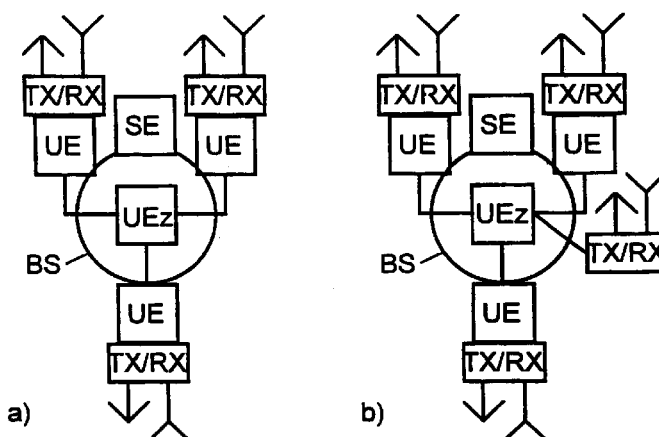 TX/RX TX/RX
SE
UE UE
UEz
BS
UE
TX/RX
a)
TX/RX TX/RX
SE
UE UE
UEz
TX/RX
BS
UE
TX/RX
b)